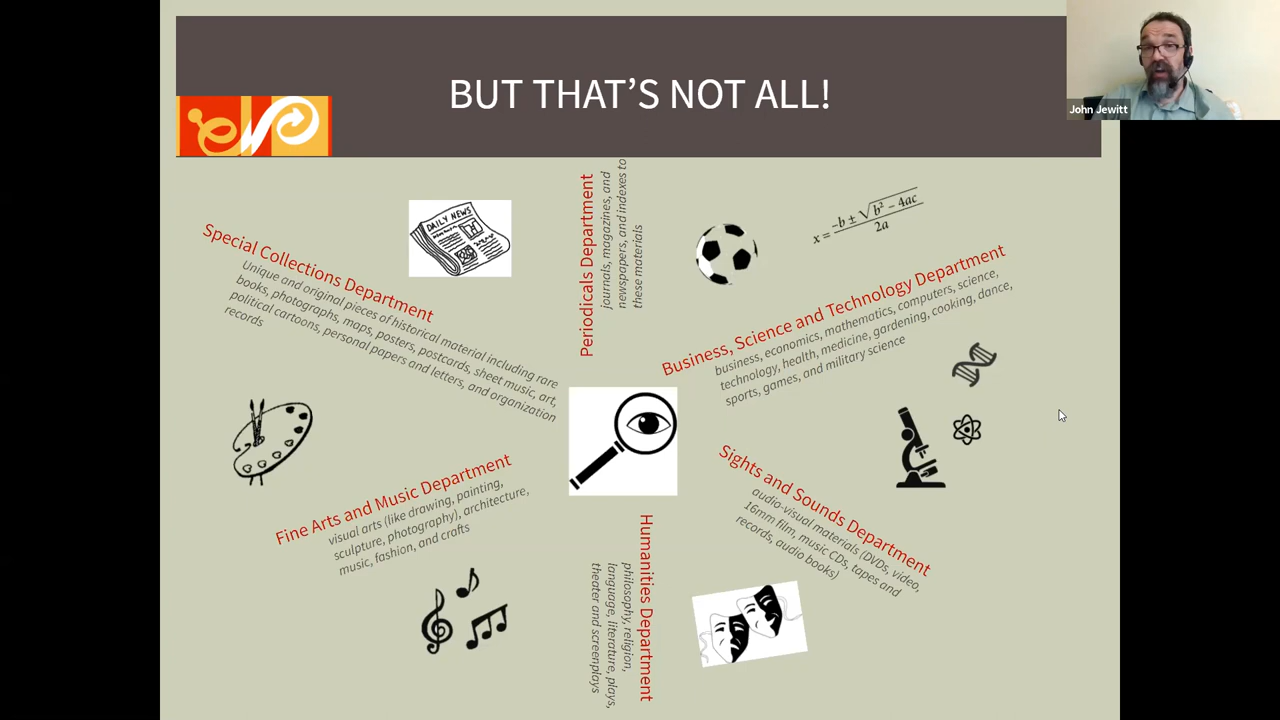 BUT THAT'S NOT ALL!
John Jewitt
Special Collections Department
Unique and original pieces of historical material including rare
books, photographs, maps, posters, postcards, sheet music, art,
political cartoons, personal papers and letters, and organization
records
DAILY NEWS
Periodicals Department
journals, magazines, and
newspapers, and indexes to
these materials
x = -b ± √b² - 4ac
2a
Business, Science and Technology Department
business, economics, mathematics, computers, science,
technology, health, medicine, gardening, cooking, dance,
sports, games, and military science
Fine Arts and Music Department
visual arts (like drawing, painting,
sculpture, photography), architecture,
music, fashion, and crafts
Sights and Sounds Department
audio-visual materials (DVDs, video,
16mm film, music CDs, tapes and
records, audio books)
Humanities Department
philosophy, religion,
language, literature, plays,
theater and screenplays